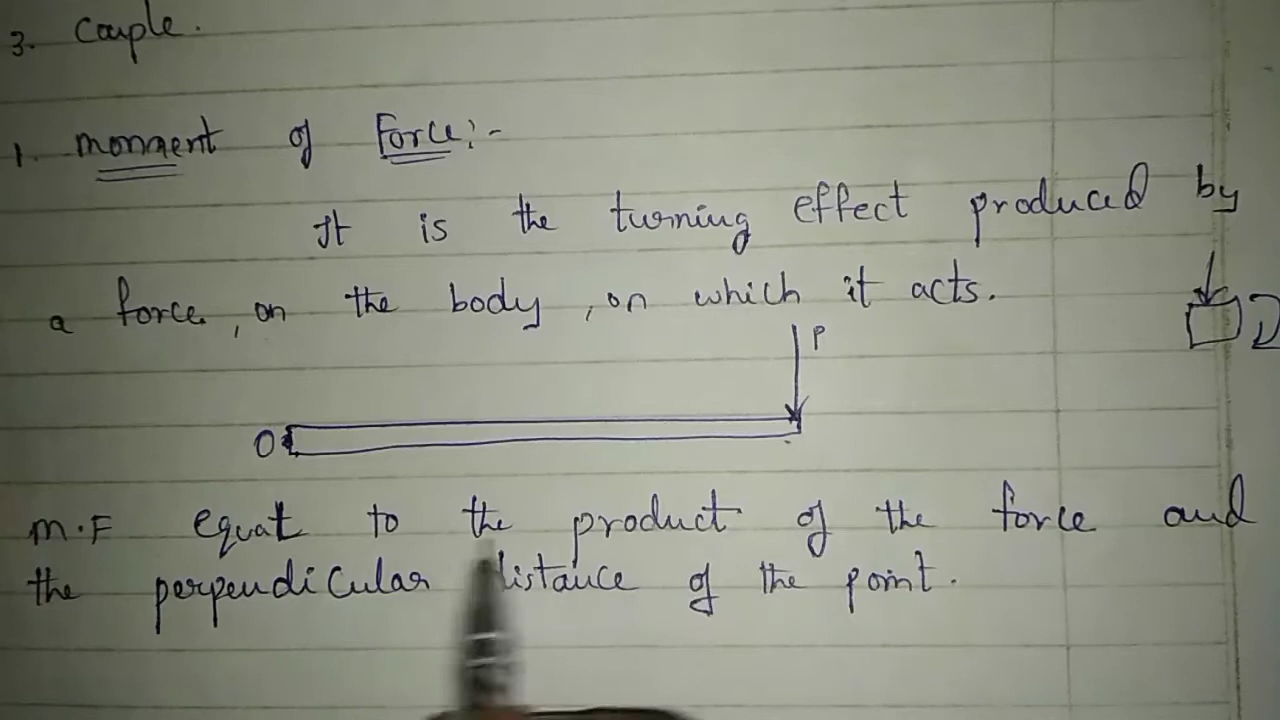 3. Couple.
1. moment of Force:-
It is the turning effect produced by
a force, on the body, on which it acts.
P
O
M.F equat to the product of the force and
the perpendicular distance of the point.